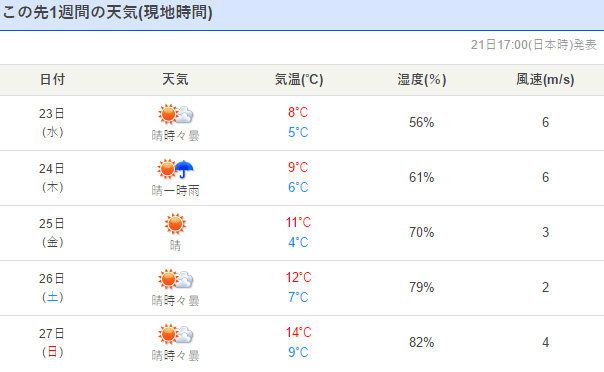 この先1週間の天気(現地時間)
21日17:00(日本時)発表
日付 天気 気温(℃) 湿度(%) 風速(m/s)
23日
(水)
晴時々曇
8℃
5℃
56%
6
24日
(木)
晴一時雨
9℃
6℃
61%
6
25日
(金)
晴
11℃
4℃
70%
3
26日
(土)
晴時々曇
12℃
7℃
79%
2
27日
(日)
晴時々曇
14℃
9℃
82%
4